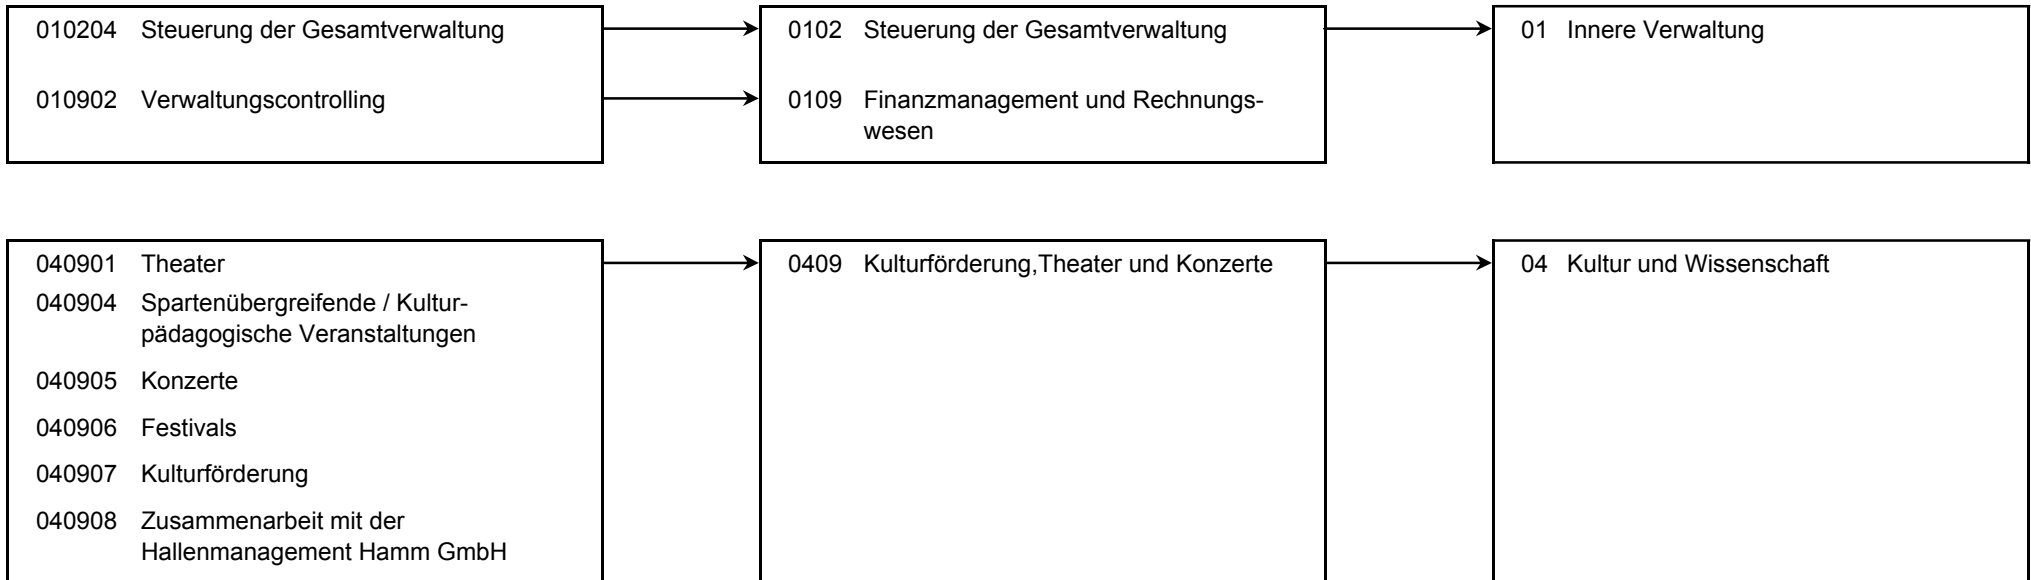 010204 Steuerung der Gesamtverwaltung
0102 Steuerung der Gesamtverwaltung
01 Innere Verwaltung
010902 Verwaltungscontrolling
0109 Finanzmanagement und Rechnungs-
wesen
040901 Theater
0409 Kulturförderung,Theater und Konzerte
04 Kultur und Wissenschaft
040904 Spartenübergreifende / Kultur-
pädagogische Veranstaltungen
040905 Konzerte
040906 Festivals
040907 Kulturförderung
040908 Zusammenarbeit mit der
Hallenmanagement Hamm GmbH